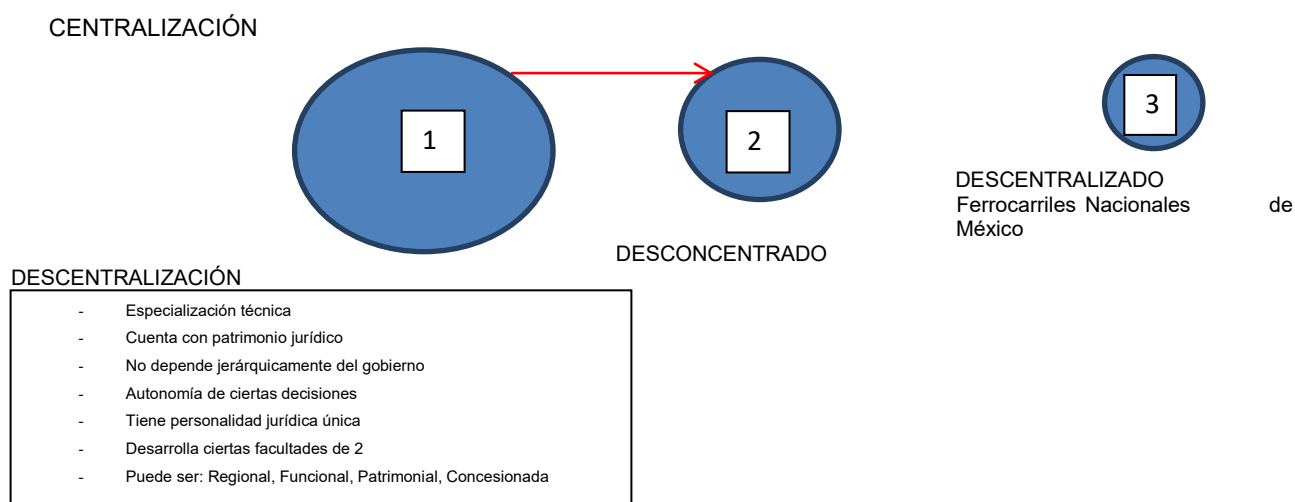 CENTRALIZACIÓN
1
2
3
DESCENTRALIZADO
Ferrocarriles Nacionales de
México
DESCONCENTRADO
DESCENTRALIZACIÓN
- Especialización técnica
- Cuenta con patrimonio jurídico
- No depende jerárquicamente del gobierno
- Autonomía de ciertas decisiones
- Tiene personalidad jurídica única
- Desarrolla ciertas facultades de 2
- Puede ser: Regional, Funcional, Patrimonial, Concesionada